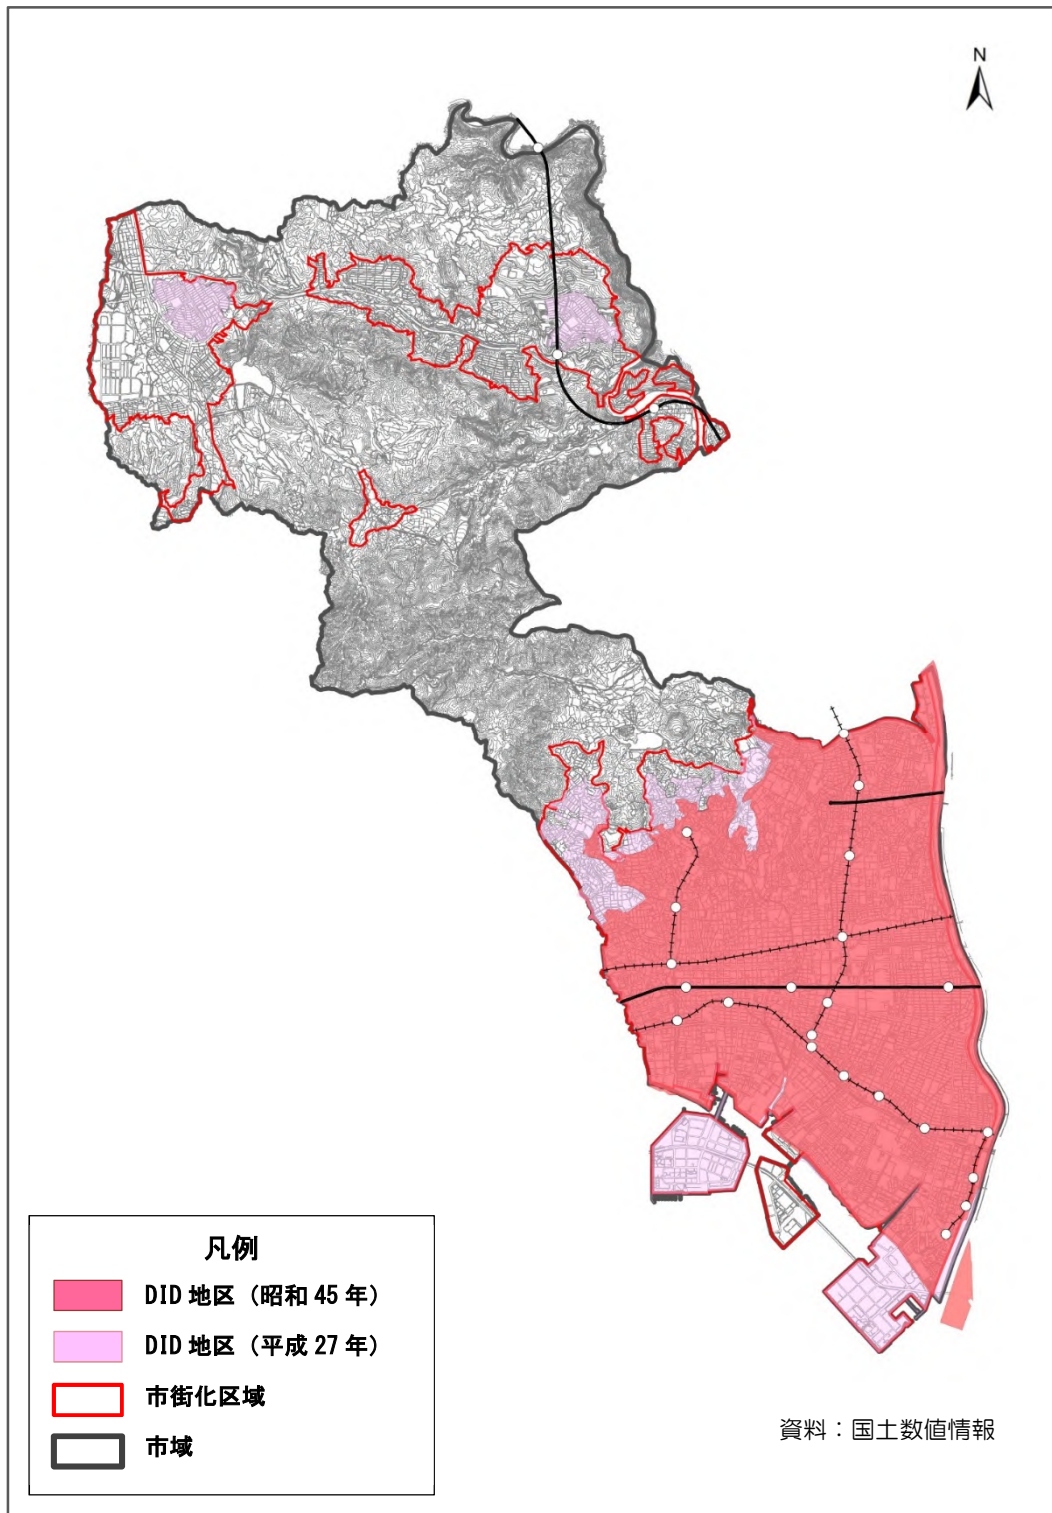 N
凡例
DID 地区（昭和 45 年）
DID 地区（平成 27 年）
市街化区域
市域
資料：国土数値情報